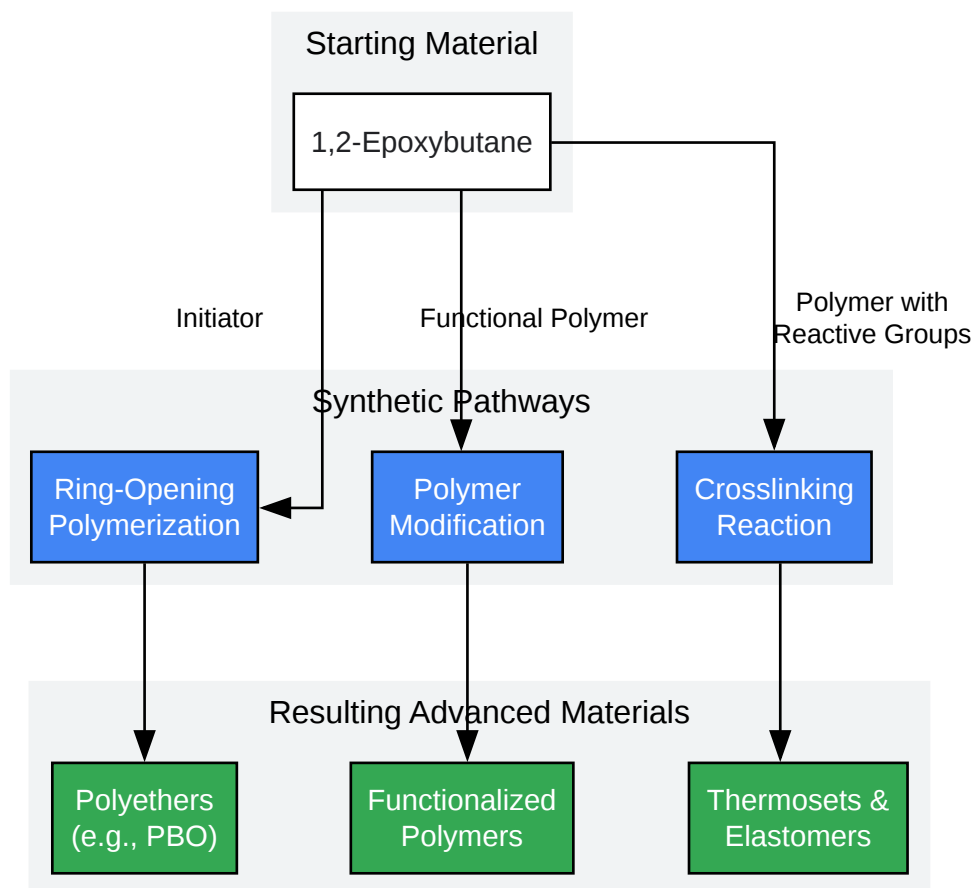 Starting Material
1,2-Epoxybutane
Initiator
Functional Polymer
Polymer with
Reactive Groups
Synthetic Pathways
Ring-Opening
Polymerization
Polymer
Modification
Crosslinking
Reaction
Resulting Advanced Materials
Polyethers
(e.g., PBO)
Functionalized
Polymers
Thermosets &
Elastomers